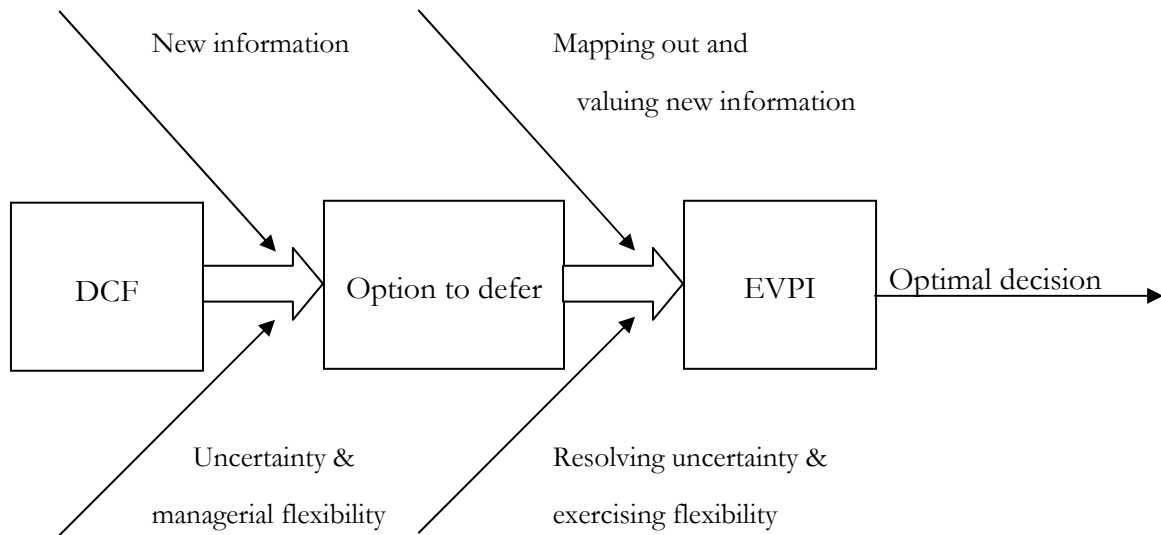 New information
Mapping out and
valuing new information
DCF
Option to defer
EVPI
Optimal decision
Uncertainty &
managerial flexibility
Resolving uncertainty &
exercising flexibility